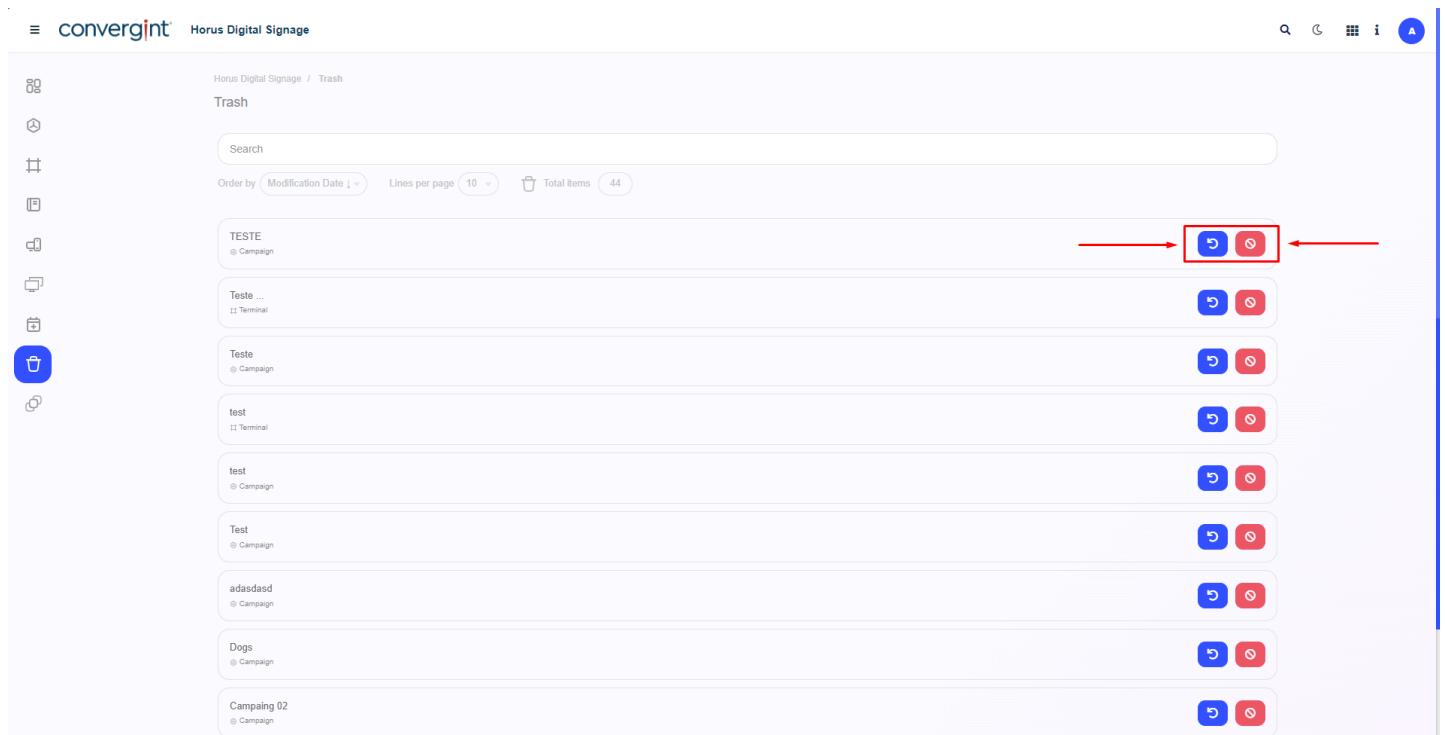 convergint Horus Digital Signage A
Horus Digital Signage / Trash
Trash
Search
Order by Modification Date ↓ Lines per page 10 Total items 44
TESTE
Campaign
Teste ...
Terminal
Teste
Campaign
test
Terminal
test
Campaign
Test
Campaign
adasdasd
Campaign
Dogs
Campaign
Campaing 02
Campaign